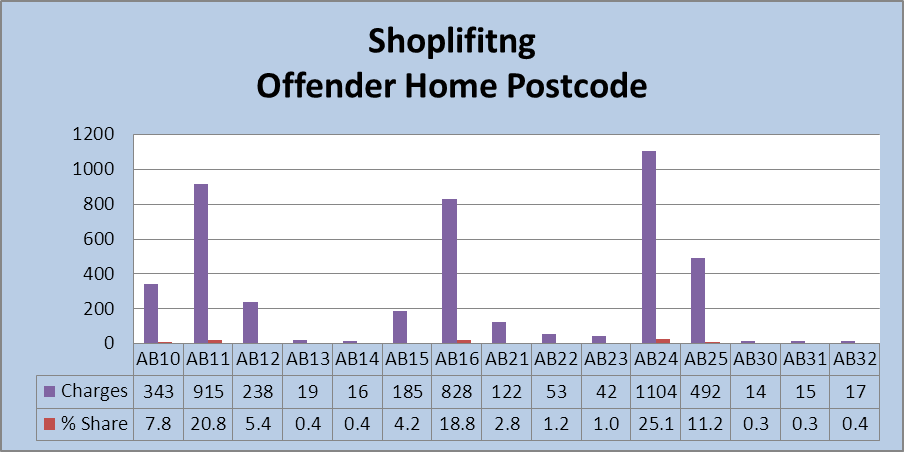 Shoplifitng
Offender Home Postcode
1200
1000
800
600
400
200
0
AB10 AB11 AB12 AB13 AB14 AB15 AB16 AB21 AB22 AB23 AB24 AB25 AB30 AB31 AB32
Charges 343 915 238 19 16 185 828 122 53 42 1104 492 14 15 17
% Share 7.8 20.8 5.4 0.4 0.4 4.2 18.8 2.8 1.2 1.0 25.1 11.2 0.3 0.3 0.4